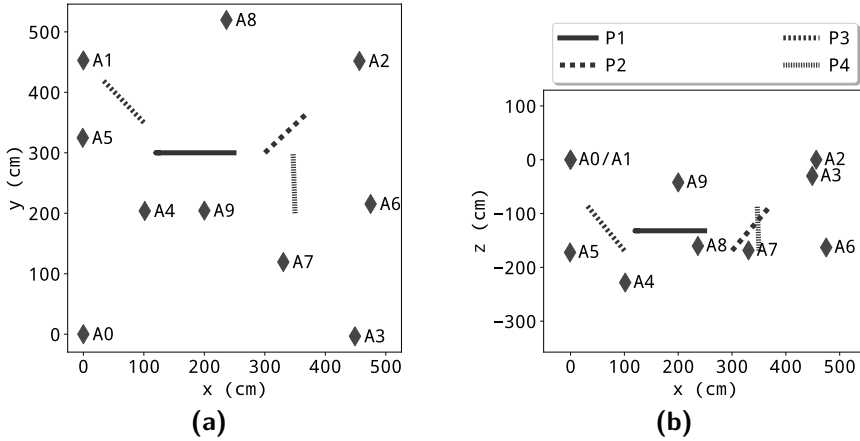 A8
A1
A2
A5
A4
A9
A6
A7
A0
A3
500
400
300
200
100
0
y (cm)
0 100 200 300 400 500
x (cm)
(a)
P1 P3
P2 P4
A0/A1
A2
A3
A9
A5
A8
A7
A6
A4
100
0
−100
−200
−300
z (cm)
0 100 200 300 400 500
x (cm)
(b)